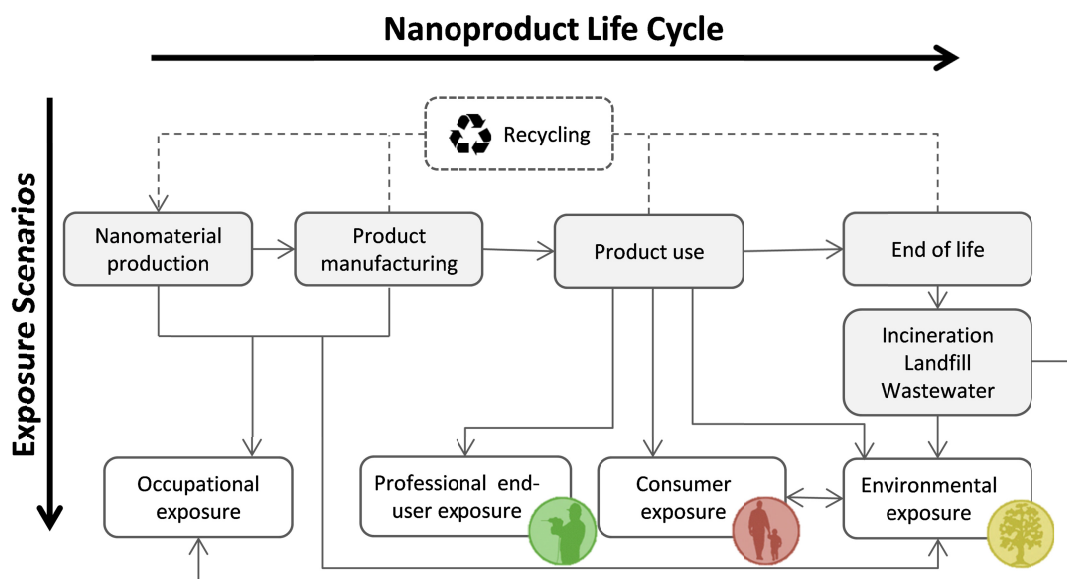 Nanoproduct Life Cycle
Exposure Scenarios
Recycling
Nanomaterial
production
Product
manufacturing
Product use
End of life
Incineration
Landfill
Wastewater
Occupational
exposure
Professional end-
user exposure
Consumer
exposure
Environmental
exposure